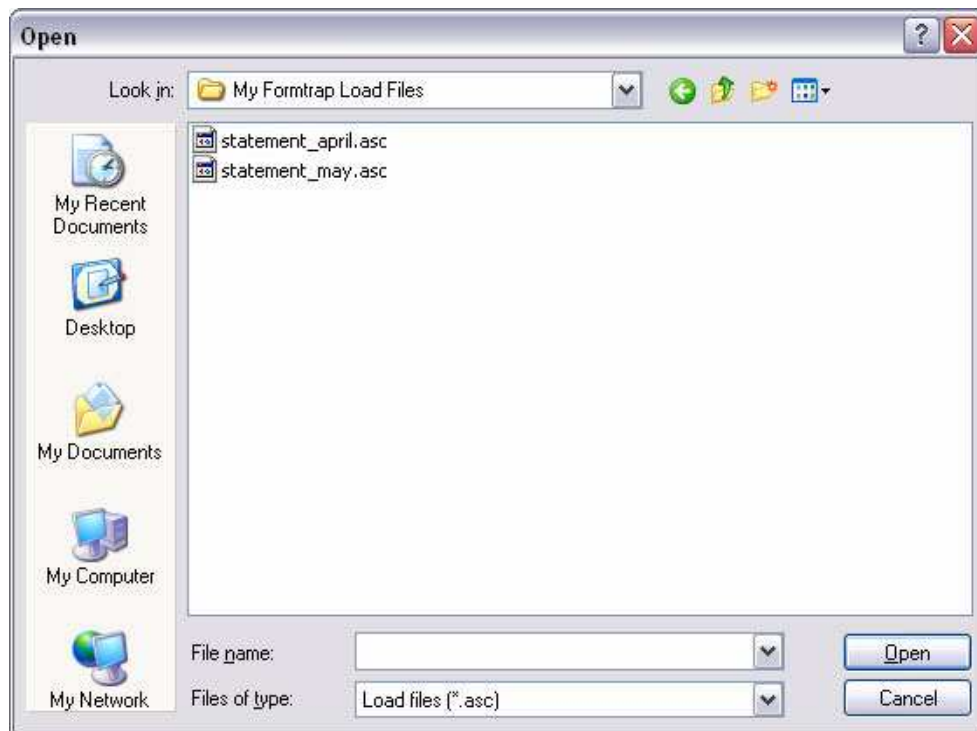 Open
Look in: My Formtrap Load Files
statement_april.asc
statement_may.asc
My Recent
Documents
Desktop
My Documents
My Computer
My Network
File name:
Open
Files of type: Load files (*.asc)
Cancel